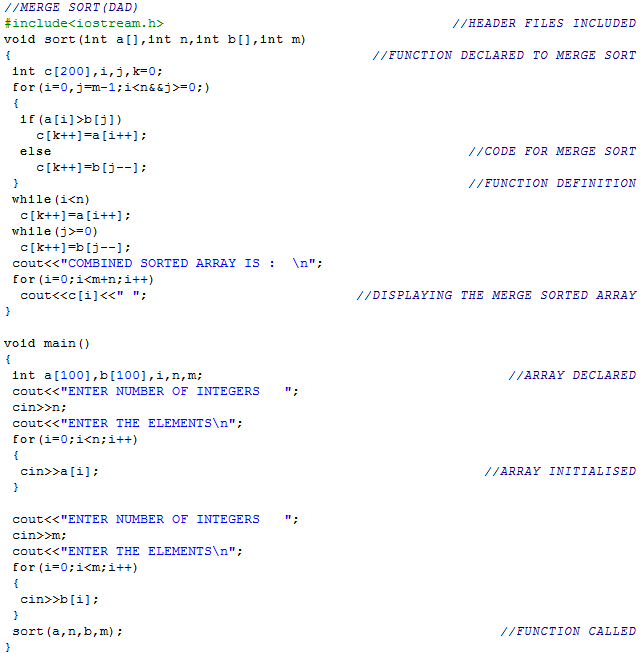 //MERGE SORT(DAD)
#include<iostream.h> //HEADER FILES INCLUDED
void sort(int a[],int n,int b[],int m)
{ //FUNCTION DECLARED TO MERGE SORT
 int c[200],i,j,k=0;
 for(i=0,j=m-1;i<n&&j>=0;)
 {
  if(a[i]>b[j])
    c[k++]=a[i++];
  else //CODE FOR MERGE SORT
    c[k++]=b[j--];
 } //FUNCTION DEFINITION
 while(i<n)
  c[k++]=a[i++];
 while(j>=0)
  c[k++]=b[j--];
 cout<<"COMBINED SORTED ARRAY IS :  \n";
 for(i=0;i<m+n;i++)
  cout<<c[i]<<" "; //DISPLAYING THE MERGE SORTED ARRAY
}

void main()
{
 int a[100],b[100],i,n,m; //ARRAY DECLARED
 cout<<"ENTER NUMBER OF INTEGERS   ";
 cin>>n;
 cout<<"ENTER THE ELEMENTS\n";
 for(i=0;i<n;i++)
 {
  cin>>a[i]; //ARRAY INITIALISED
 }

 cout<<"ENTER NUMBER OF INTEGERS   ";
 cin>>m;
 cout<<"ENTER THE ELEMENTS\n";
 for(i=0;i<m;i++)
 {
  cin>>b[i];
 }
 sort(a,n,b,m); //FUNCTION CALLED
}